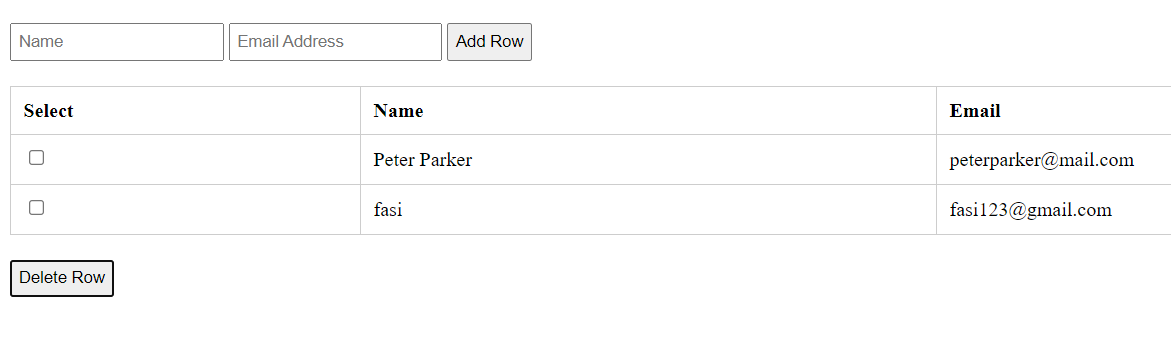 Name Email Address Add Row
Select Name Email
Peter Parker peterparker@mail.com
fasi fasi123@gmail.com
Delete Row